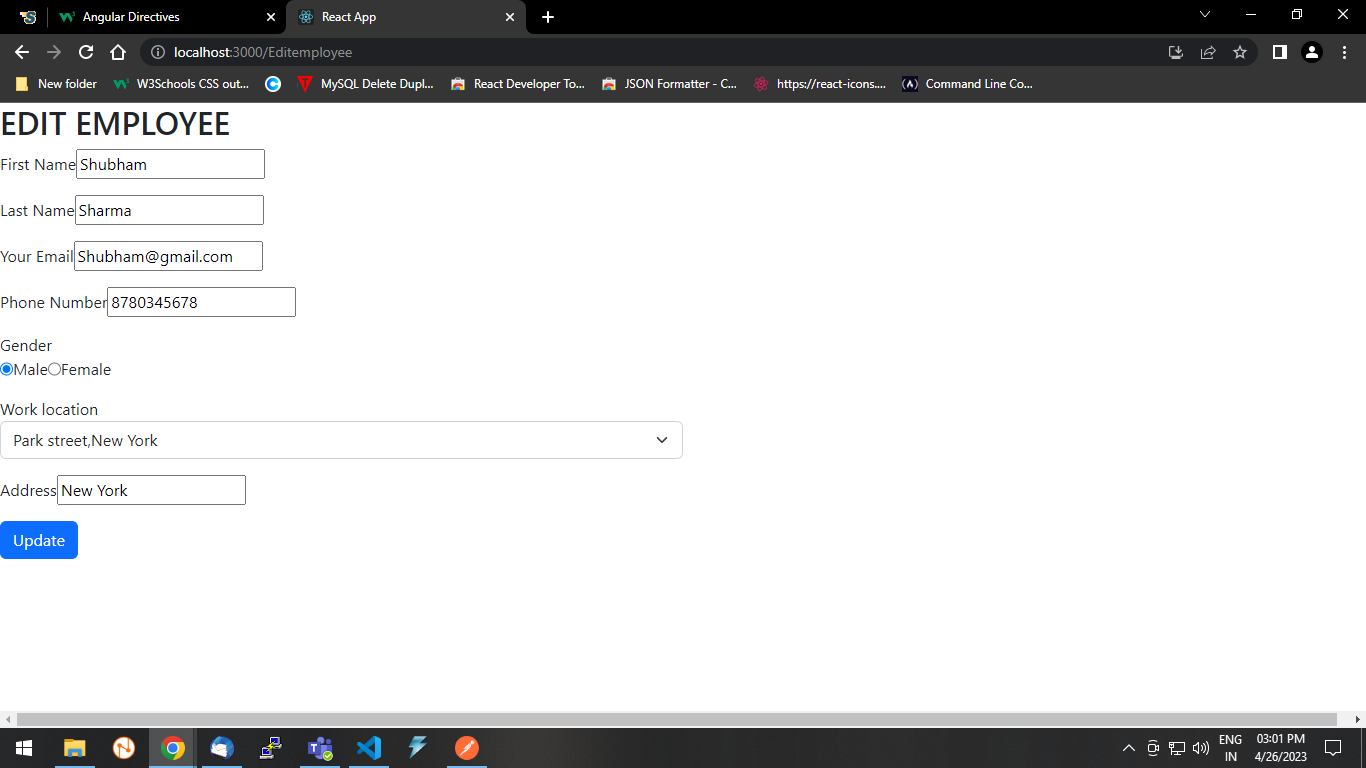 Angular Directives
React App
localhost:3000/Editemployee
New folder
W3Schools CSS out...
MySQL Delete Dupl...
React Developer To...
JSON Formatter - C...
https://react-icons....
Command Line Co...
EDIT EMPLOYEE
First Name Shubham
Last Name Sharma
Your Email Shubham@gmail.com
Phone Number 8780345678
Gender
Male Female
Work location
Park street,New York
Address New York
Update
ENG 03:01 PM
IN 4/26/2023